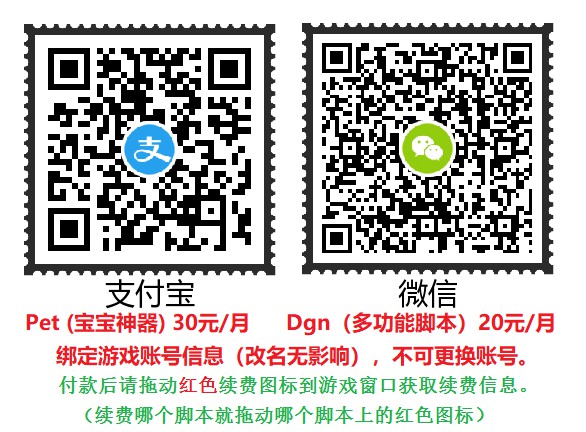 支
支付宝
微信
Pet (宝宝神器) 30元/月
Dgn（多功能脚本）20元/月
绑定游戏账号信息（改名无影响），不可更换账号。
付款后请拖动红色续费图标到游戏窗口获取续费信息。
（续费哪个脚本就拖动哪个脚本上的红色图标）